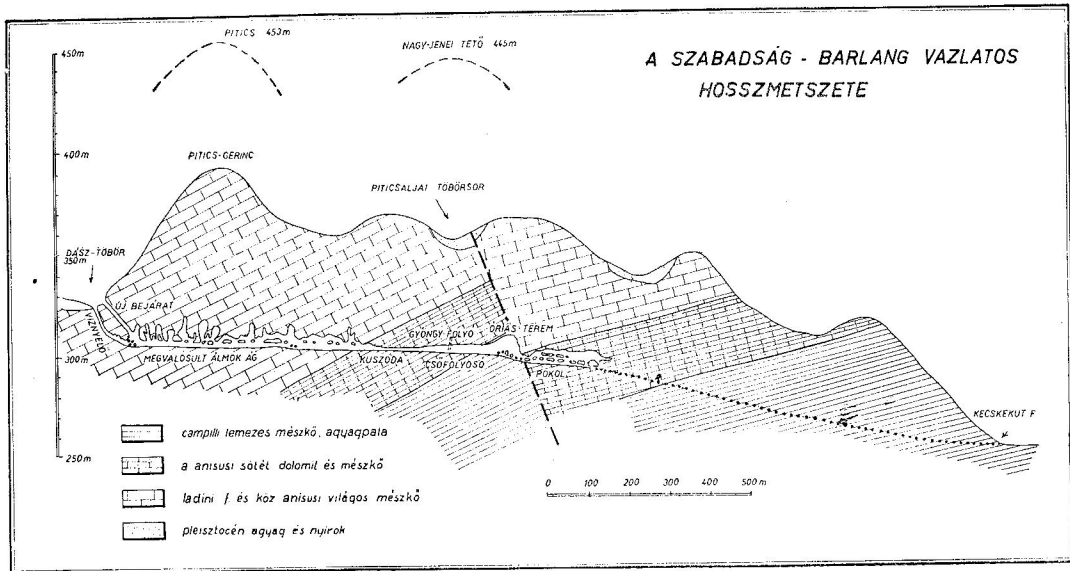 PITICS 453m
NAGY-JENEI TETŐ 445m
A SZABADSÁG - BARLANG VAZLATOS
HOSSZMETSZETE
450m
400m
350m
300m
250m
PITICS-GERINC
PITICSALJAI TÖBÖRSOR
DÁSZ-TÖBÖR
ÚJ BEJÁRAT
VIZNYELŐ
MEGVALÓSULT ÁLMOK ÁG
KUSZODA
GYÖNGY FOLYÓ
CSŐFOLYOSÓ
ÓRIÁS TEREM
POKOL
KECSKEKUT F.
campilli lemezes mészkő, agyagpala
a anisusi sötét dolomit és mészkő
ladini f. és köz anisusi világos mészkő
pleisztocén agyag és nyirok
0 100 200 300 400 500 m